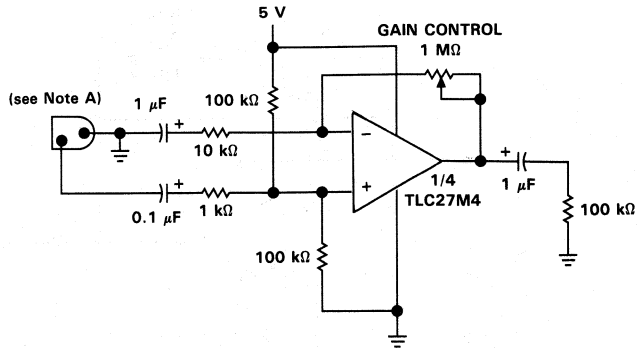 5 V
GAIN CONTROL
1 MΩ
(see Note A)
1 µF
+
100 kΩ
10 kΩ
−
+
1/4
TLC27M4
+
1 µF
+
0.1 µF
1 kΩ
100 kΩ
100 kΩ